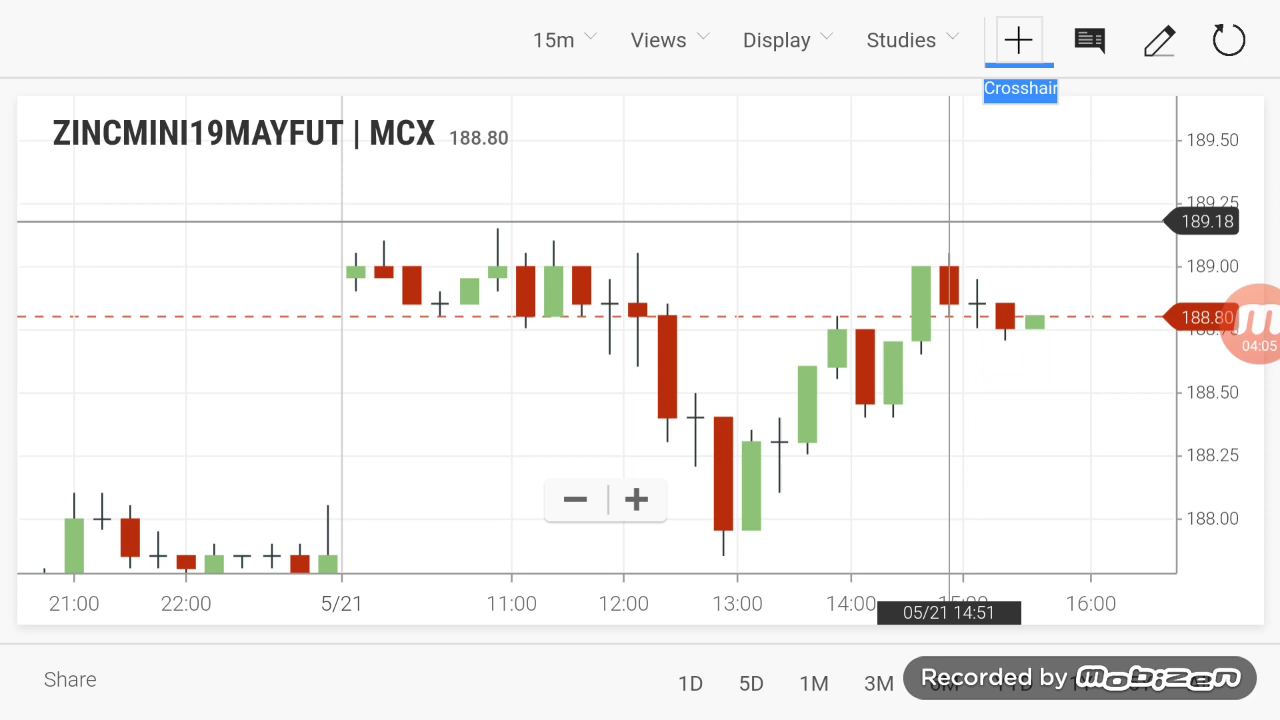 15m Views Display Studies
Crosshair
ZINCMINI19MAYFUT | MCX 188.80
189.50
189.25
189.18
189.00
188.80
04:05
188.50
188.25
188.00
21:00 22:00 5/21 11:00 12:00 13:00 14:00 15:00 16:00
05/21 14:51
Share 1D 5D 1M 3M
Recorded by mobizen